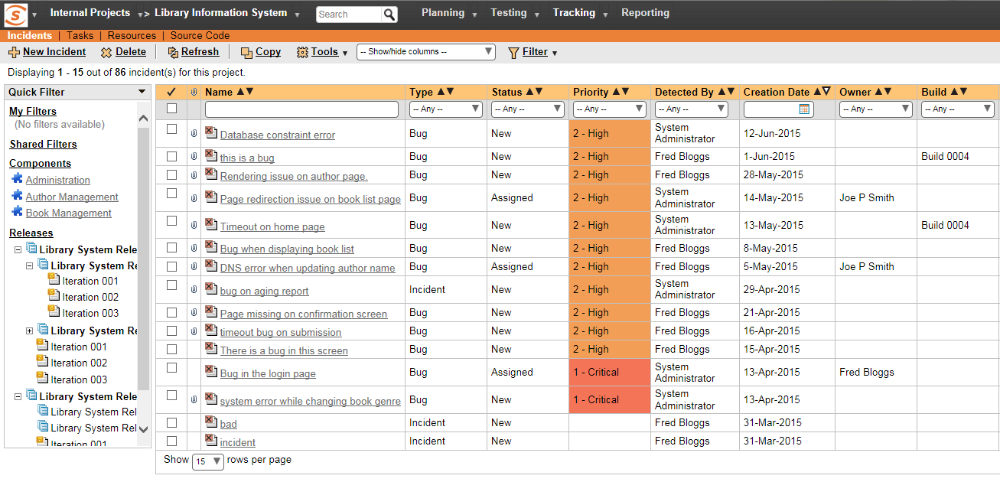 Internal Projects > Library Information System Search Planning Testing Tracking Reporting
Incidents | Tasks | Resources | Source Code
New Incident Delete Refresh Copy Tools -- Show/hide columns -- Filter
Displaying 1 - 15 out of 86 incident(s) for this project.
Quick Filter
My Filters
(No filters available)
Shared Filters
Components
Administration
Author Management
Book Management
Releases
Library System Rele
Library System Re
Iteration 001
Iteration 002
Iteration 003
Library System Re
Iteration 001
Iteration 002
Iteration 003
Library System Rele
Library System Rel
Library System Rel
Iteration 001
Name Type Status Priority Detected By Creation Date Owner Build
-- Any -- -- Any -- -- Any -- -- Any -- -- Any -- -- Any --
Database constraint error Bug New 2 - High System Administrator 12-Jun-2015
this is a bug Bug New 2 - High Fred Bloggs 1-Jun-2015 Build 0004
Rendering issue on author page. Bug New 2 - High Fred Bloggs 28-May-2015
Page redirection issue on book list page Bug Assigned 2 - High System Administrator 14-May-2015 Joe P Smith
Timeout on home page Bug New 2 - High System Administrator 13-May-2015 Build 0004
Bug when displaying book list Bug New 2 - High Fred Bloggs 8-May-2015
DNS error when updating author name Bug Assigned 2 - High Fred Bloggs 5-May-2015 Joe P Smith
bug on aging report Incident New 2 - High System Administrator 29-Apr-2015
Page missing on confirmation screen Bug New 2 - High Fred Bloggs 21-Apr-2015
timeout bug on submission Bug New 2 - High Fred Bloggs 16-Apr-2015
There is a bug in this screen Bug New 2 - High Fred Bloggs 15-Apr-2015
Bug in the login page Bug Assigned 1 - Critical System Administrator 13-Apr-2015 Fred Bloggs
system error while changing book genre Bug New 1 - Critical System Administrator 13-Apr-2015
bad Incident New Fred Bloggs 31-Mar-2015
incident Incident New Fred Bloggs 31-Mar-2015
Show 15 rows per page